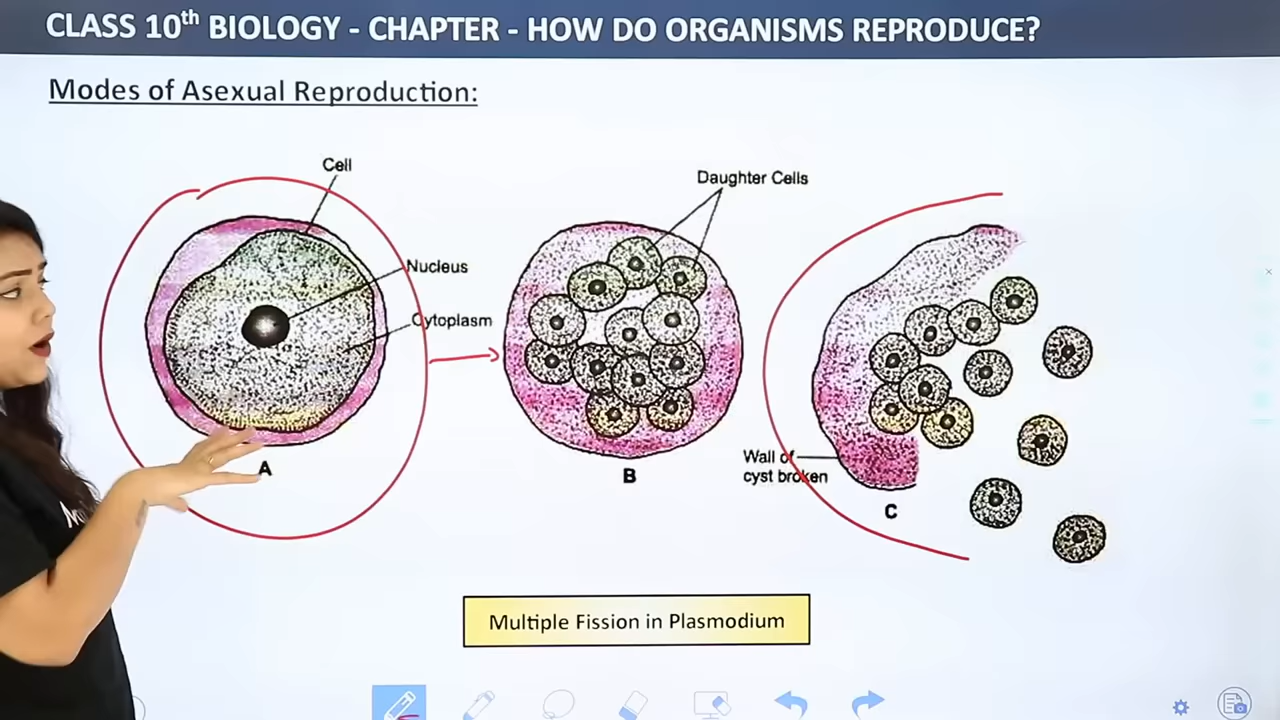 CLASS 10th BIOLOGY - CHAPTER - HOW DO ORGANISMS REPRODUCE?
Modes of Asexual Reproduction:
Cell
Nucleus
Cytoplasm
A
Daughter Cells
B
Wall of
cyst broken
C
Multiple Fission in Plasmodium